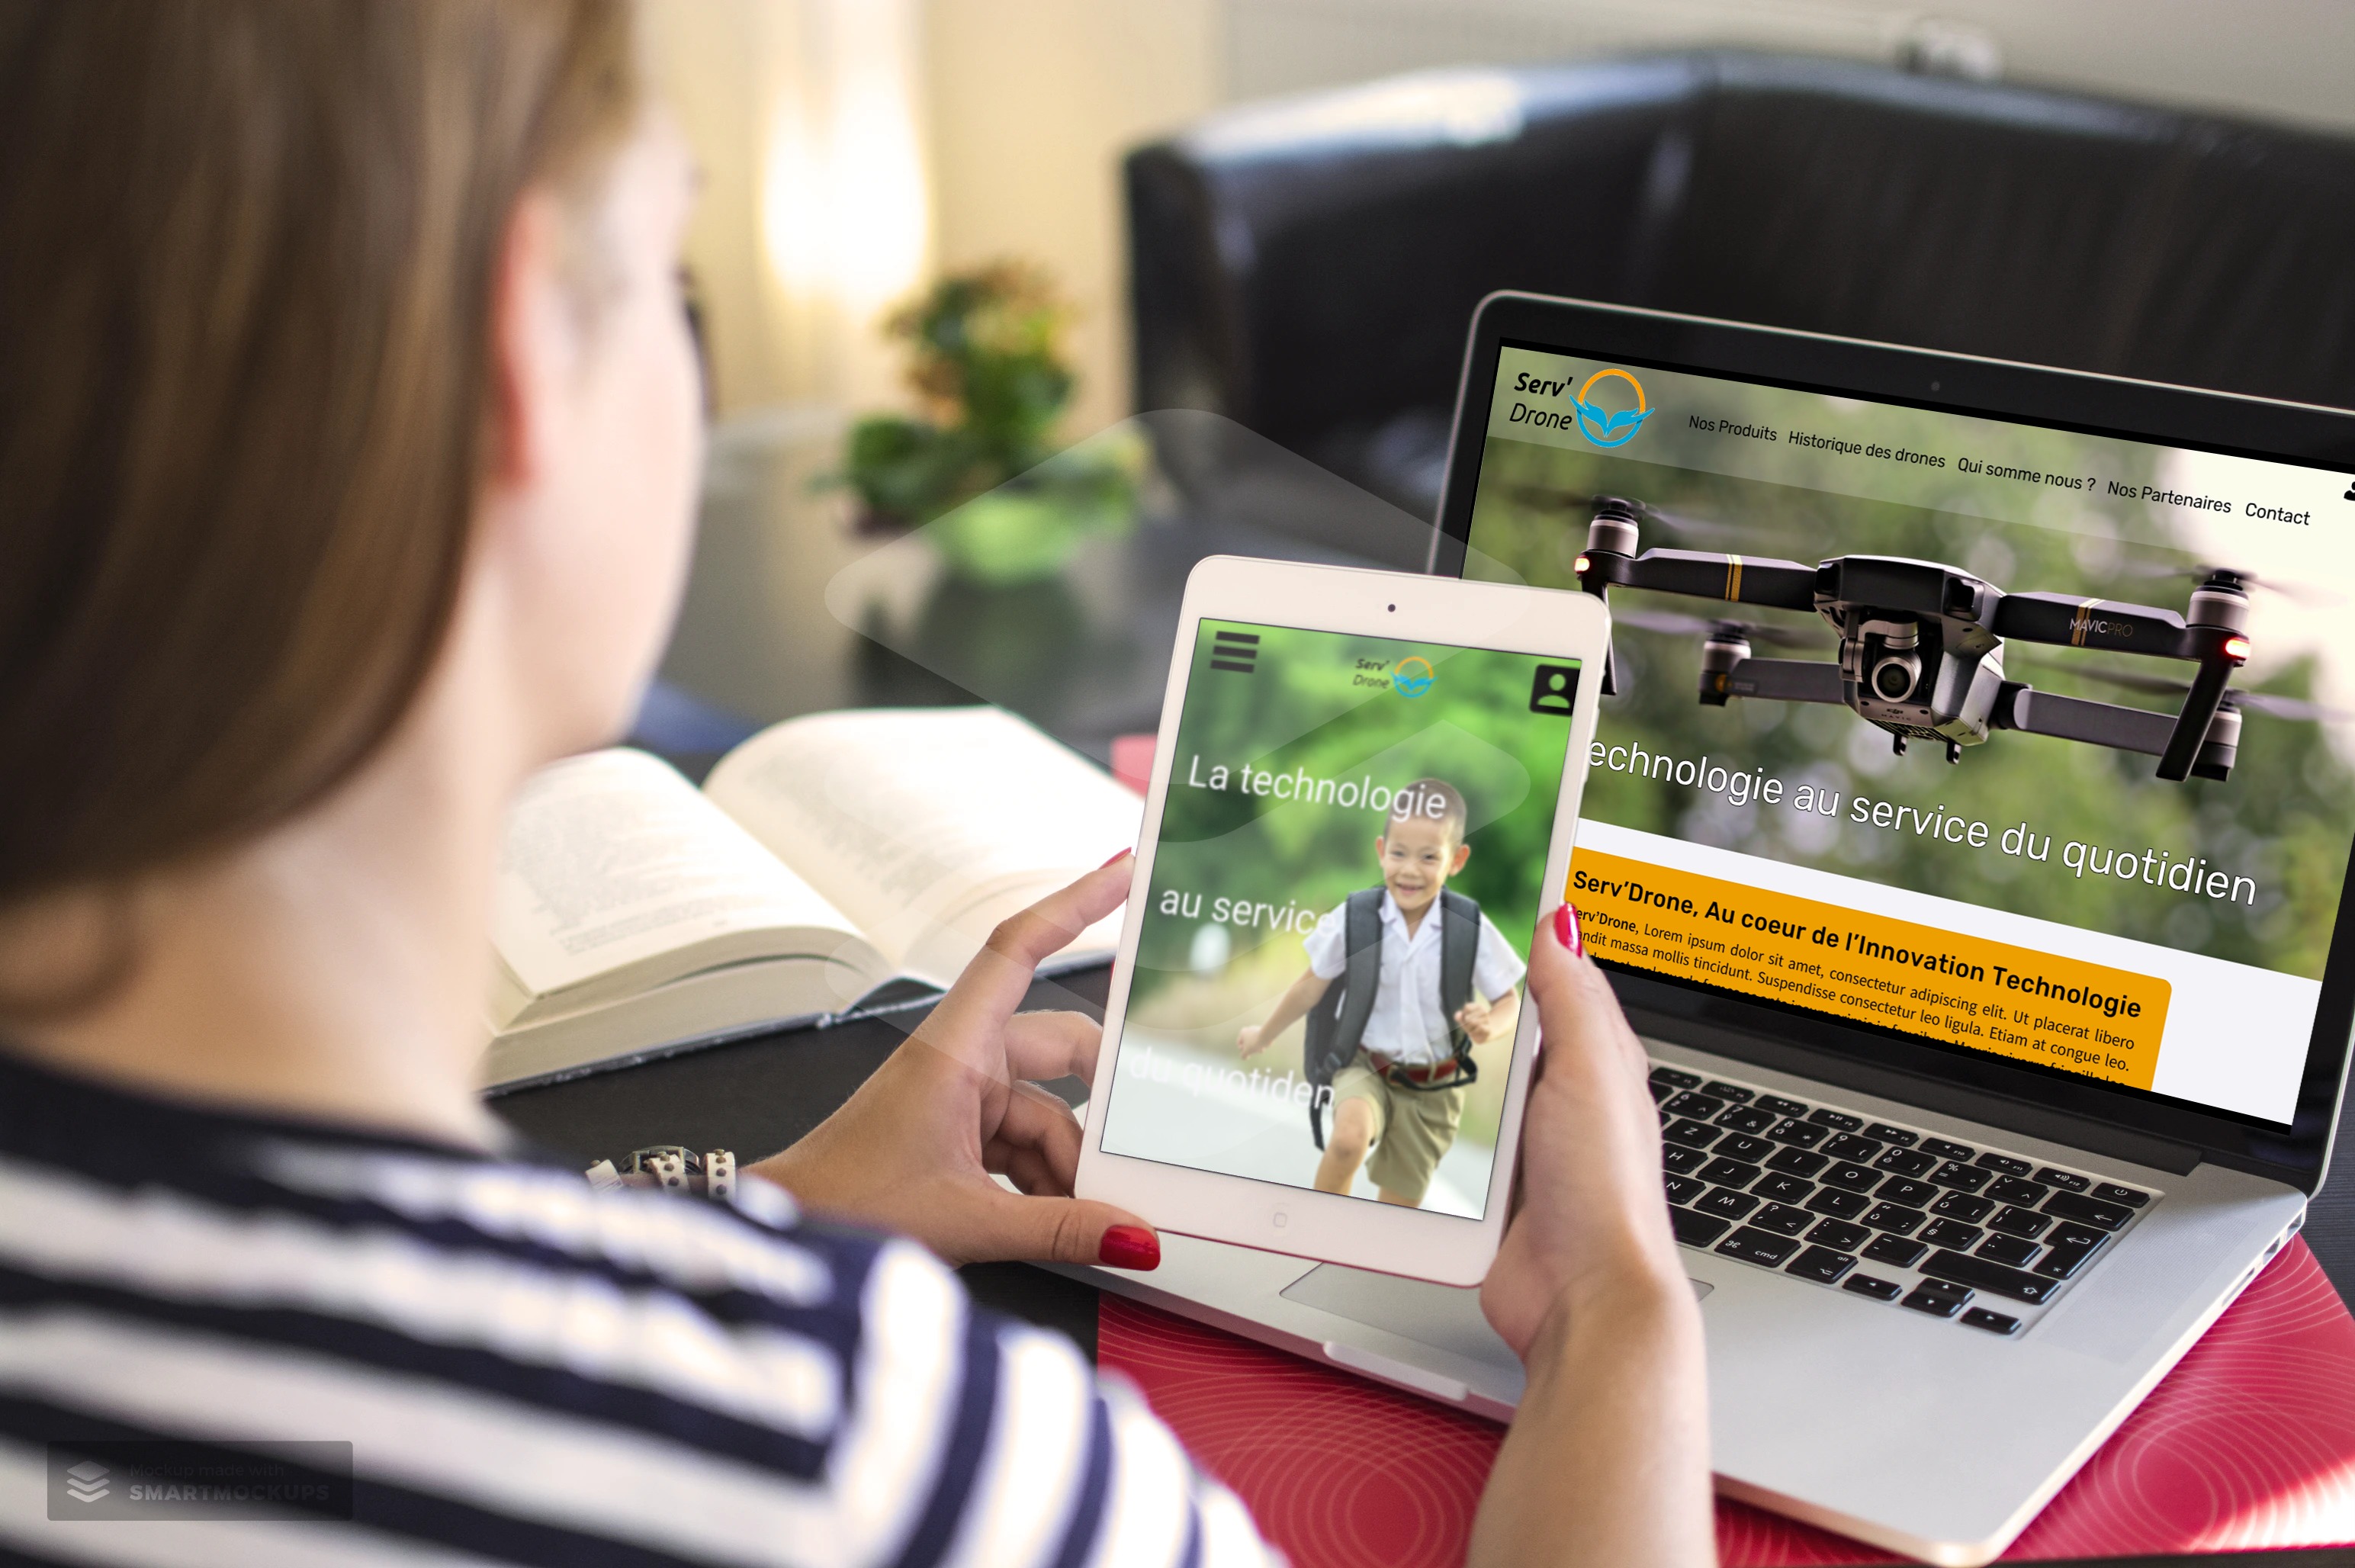 Serv'
Drone
Nos Produits Historique des drones Qui somme nous ? Nos Partenaires Contact
MAVIC PRO
echnologie au service du quotidien
Serv'Drone, Au coeur de l'Innovation Technologie
erv'Drone, Lorem ipsum dolor sit amet, consectetur adipiscing elit. Ut placerat libero
andit massa mollis tincidunt. Suspendisse consectetur leo ligula. Etiam at congue leo.
Serv'
Drone
La technologie
au service
du quotiden
Z U I O P
H J K L
N M
cmd
alt
Mockup made with
SMARTMOCKUPS